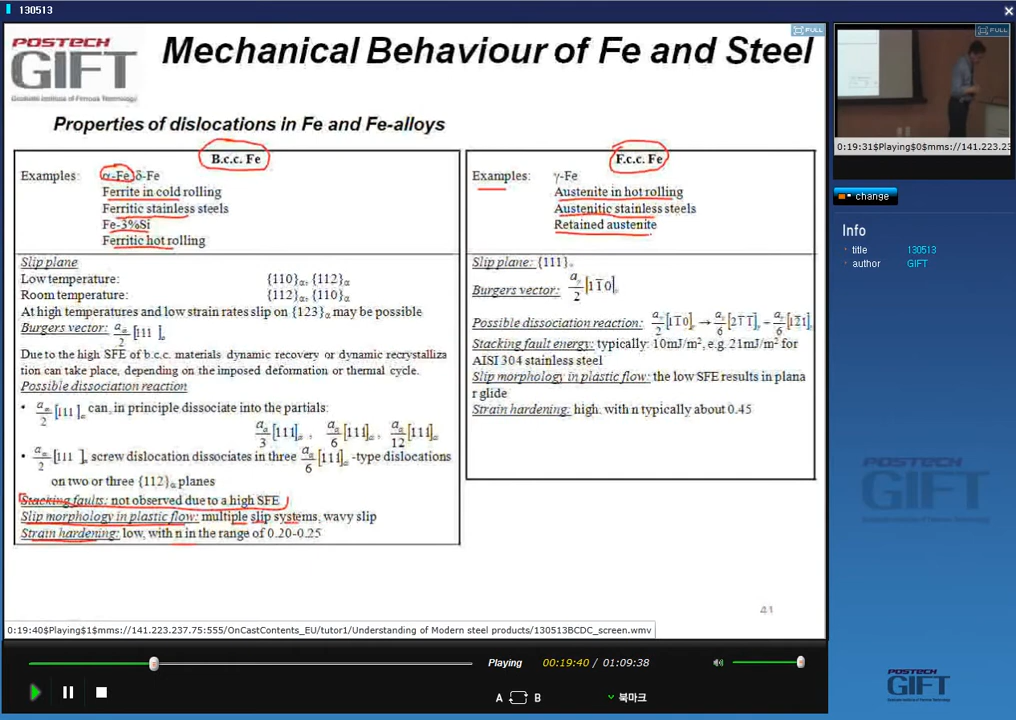 130513
POSTECH
GIFT
Graduate Institute of Ferrous Technology
Mechanical Behaviour of Fe and Steel
FULL
Properties of dislocations in Fe and Fe-alloys
B.c.c. Fe
Examples: α-Fe, δ-Fe
Ferrite in cold rolling
Ferritic stainless steels
Fe-3%Si
Ferritic hot rolling
Slip plane
Low temperature: {110}α, {112}α
Room temperature: {112}α, {110}α
At high temperatures and low strain rates slip on {123}α may be possible
Burgers vector: aα/2 [111]α
Due to the high SFE of b.c.c. materials dynamic recovery or dynamic recrystalliza
tion can take place, depending on the imposed deformation or thermal cycle.
Possible dissociation reaction
• aα/2 [111]α can, in principle dissociate into the partials:
aα/3 [111]α , aα/6 [111]α , aα/12 [111]α
• aα/2 [111]α screw dislocation dissociates in three aα/6 [111]α -type dislocations
on two or three {112}α planes
Stacking faults: not observed due to a high SFE
Slip morphology in plastic flow: multiple slip systems, wavy slip
Strain hardening: low, with n in the range of 0.20-0.25
F.c.c. Fe
Examples: γ-Fe
Austenite in hot rolling
Austenitic stainless steels
Retained austenite
Slip plane: {111}γ
Burgers vector: aγ/2 [11̄0]γ
Possible dissociation reaction: aγ/2 [11̄0]γ → aγ/6 [21̄1̄]γ − aγ/6 [12̄1]γ
Stacking fault energy: typically: 10mJ/m², e.g. 21mJ/m² for
AISI 304 stainless steel
Slip morphology in plastic flow: the low SFE results in plana
r glide
Strain hardening: high, with n typically about 0.45
41
0:19:40$Playing$1$mms://141.223.237.75:555/OnCastContents_EU/tutor1/Understanding of Modern steel products/130513BCDC_screen.wmv
Playing 00:19:40 / 01:09:38
A B 북마크
FULL
0:19:31$Playing$0$mms://141.223.23
change
Info
title 130513
author GIFT
POSTECH
GIFT
POSTECH
GIFT